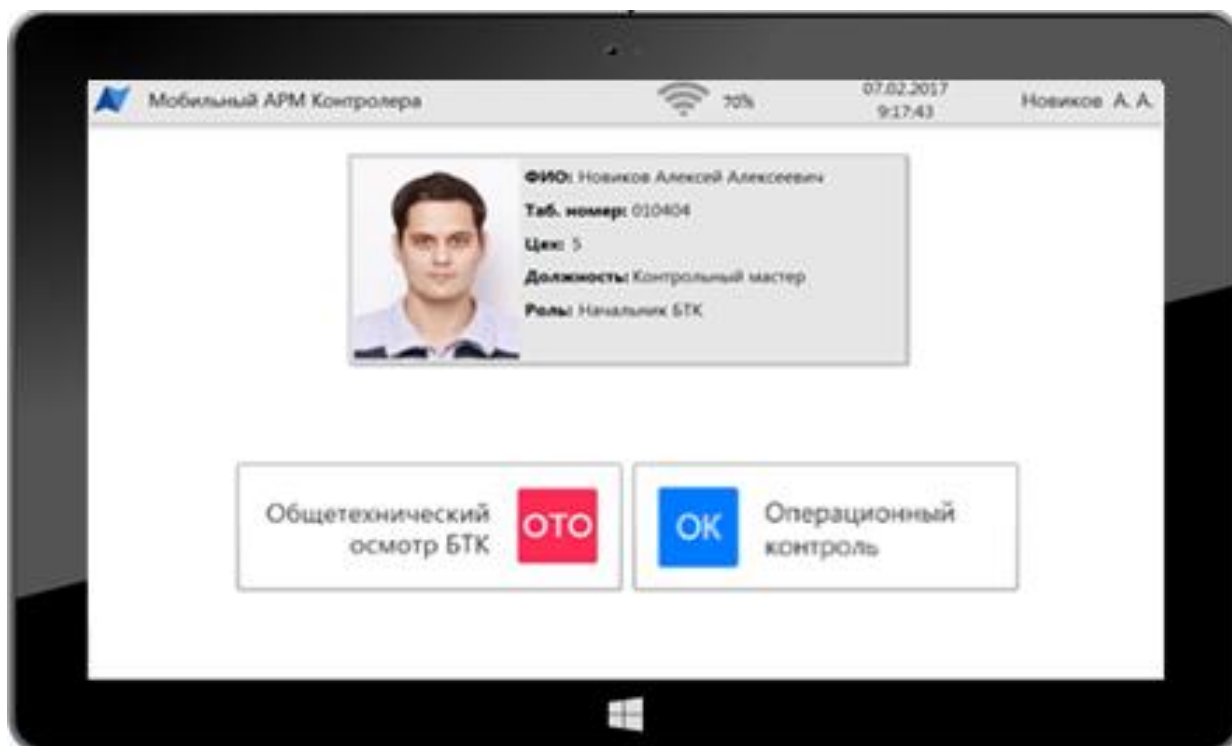 Мобильный АРМ Контролера
70%
07.02.2017
9:17:43
Новиков А. А.
ФИО: Новиков Алексей Алексеевич
Таб. номер: 010404
Цех: 5
Должность: Контрольный мастер
Роль: Начальник БТК
Общетехнический
осмотр БТК
ОТО
ОК
Операционный
контроль